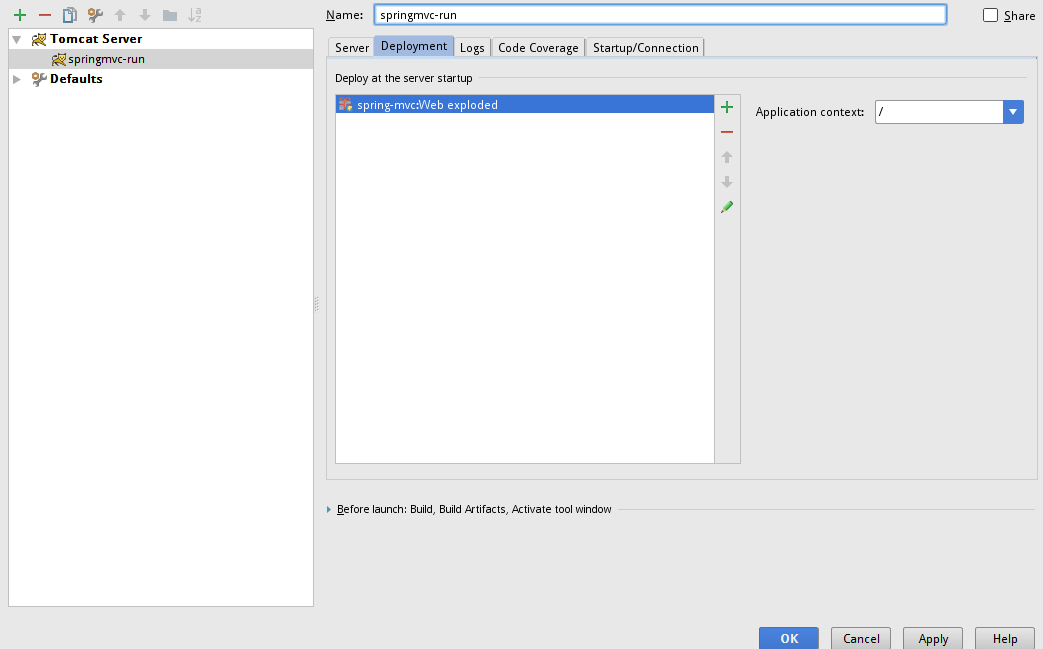 Name: springmvc-run
Share
Tomcat Server
springmvc-run
Defaults
Server Deployment Logs Code Coverage Startup/Connection
Deploy at the server startup
spring-mvc:Web exploded
Application context: /
Before launch: Build, Build Artifacts, Activate tool window
OK Cancel Apply Help